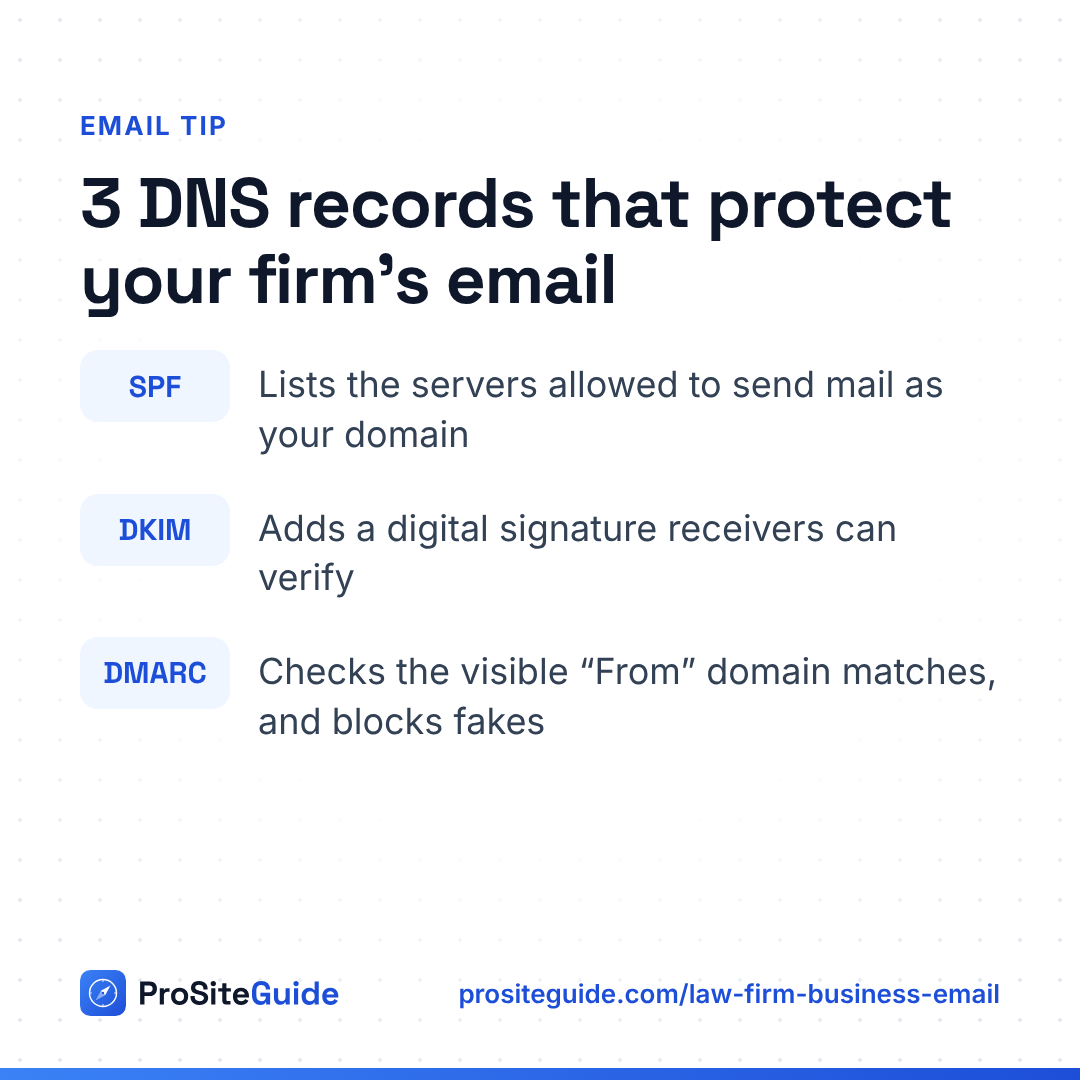 EMAIL TIP
3 DNS records that protect
your firm’s email
SPF
Lists the servers allowed to send mail as
your domain
DKIM
Adds a digital signature receivers can
verify
DMARC
Checks the visible “From” domain matches,
and blocks fakes
ProSiteGuide
prositeguide.com/law-firm-business-email